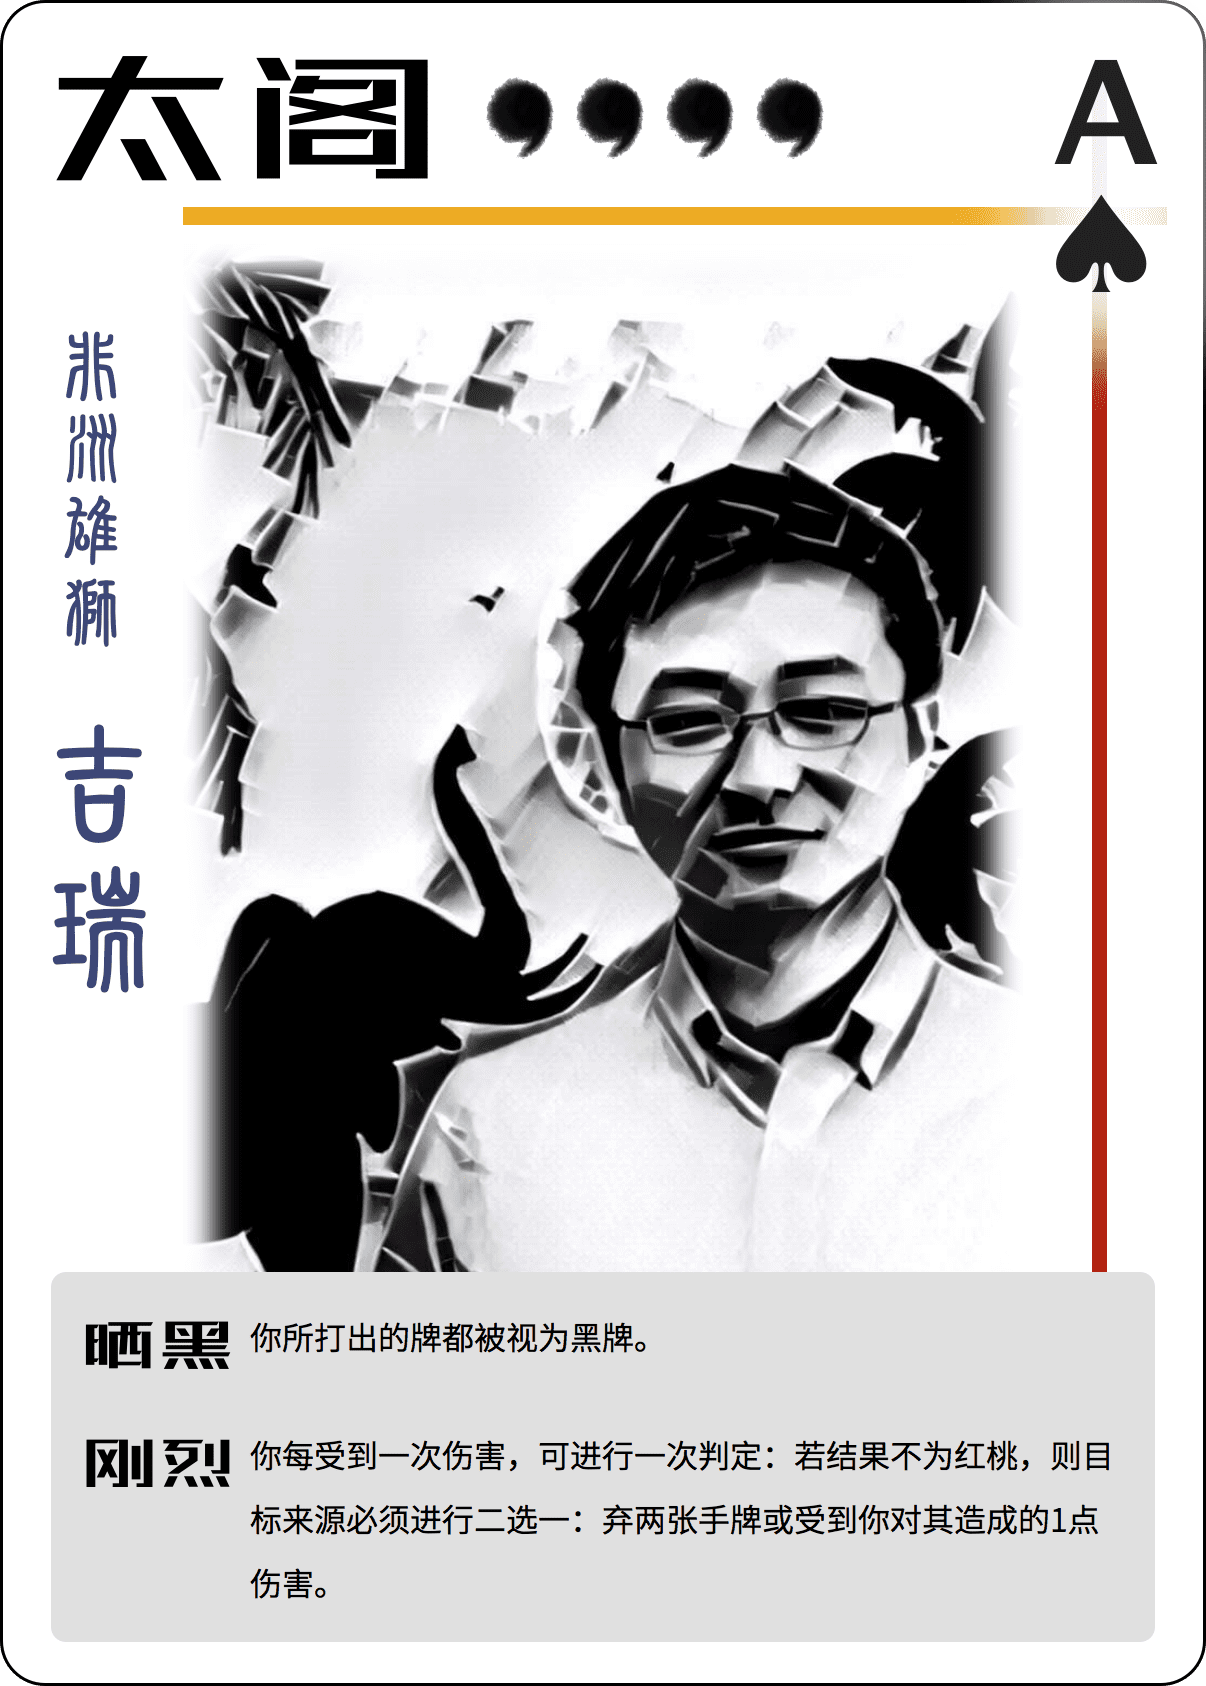 太阁
A
非洲雄獅
吉瑞
晒黑 你所打出的牌都被视为黑牌。
刚烈 你每受到一次伤害，可进行一次判定：若结果不为红桃，则目
标来源必须进行二选一：弃两张手牌或受到你对其造成的1点
伤害。